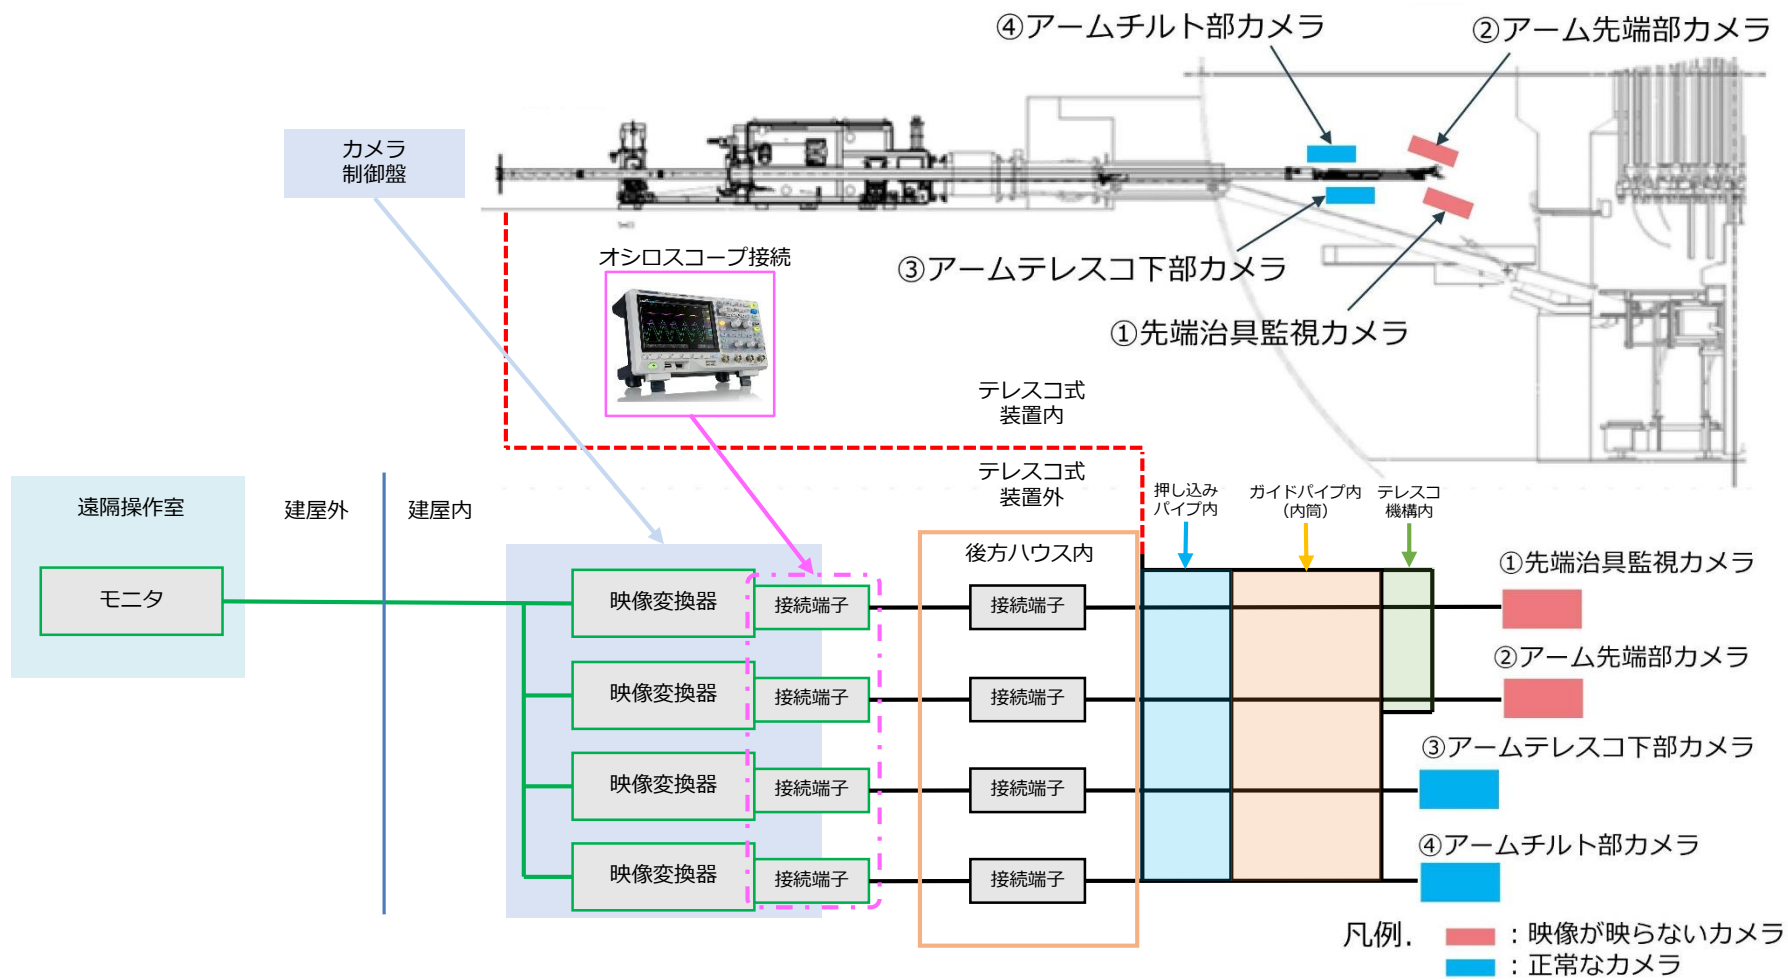 ④アームチルト部カメラ
②アーム先端部カメラ
カメラ
制御盤
オシロスコープ接続
③アームテレスコ下部カメラ
①先端治具監視カメラ
テレスコ式
装置内
テレスコ式
装置外
遠隔操作室
建屋外
建屋内
押し込み
パイプ内
ガイドパイプ内
（内筒）
テレスコ
機構内
後方ハウス内
モニタ
映像変換器
接続端子
接続端子
①先端治具監視カメラ
映像変換器
接続端子
接続端子
②アーム先端部カメラ
映像変換器
接続端子
接続端子
③アームテレスコ下部カメラ
映像変換器
接続端子
接続端子
④アームチルト部カメラ
凡例.
：映像が映らないカメラ
：正常なカメラ